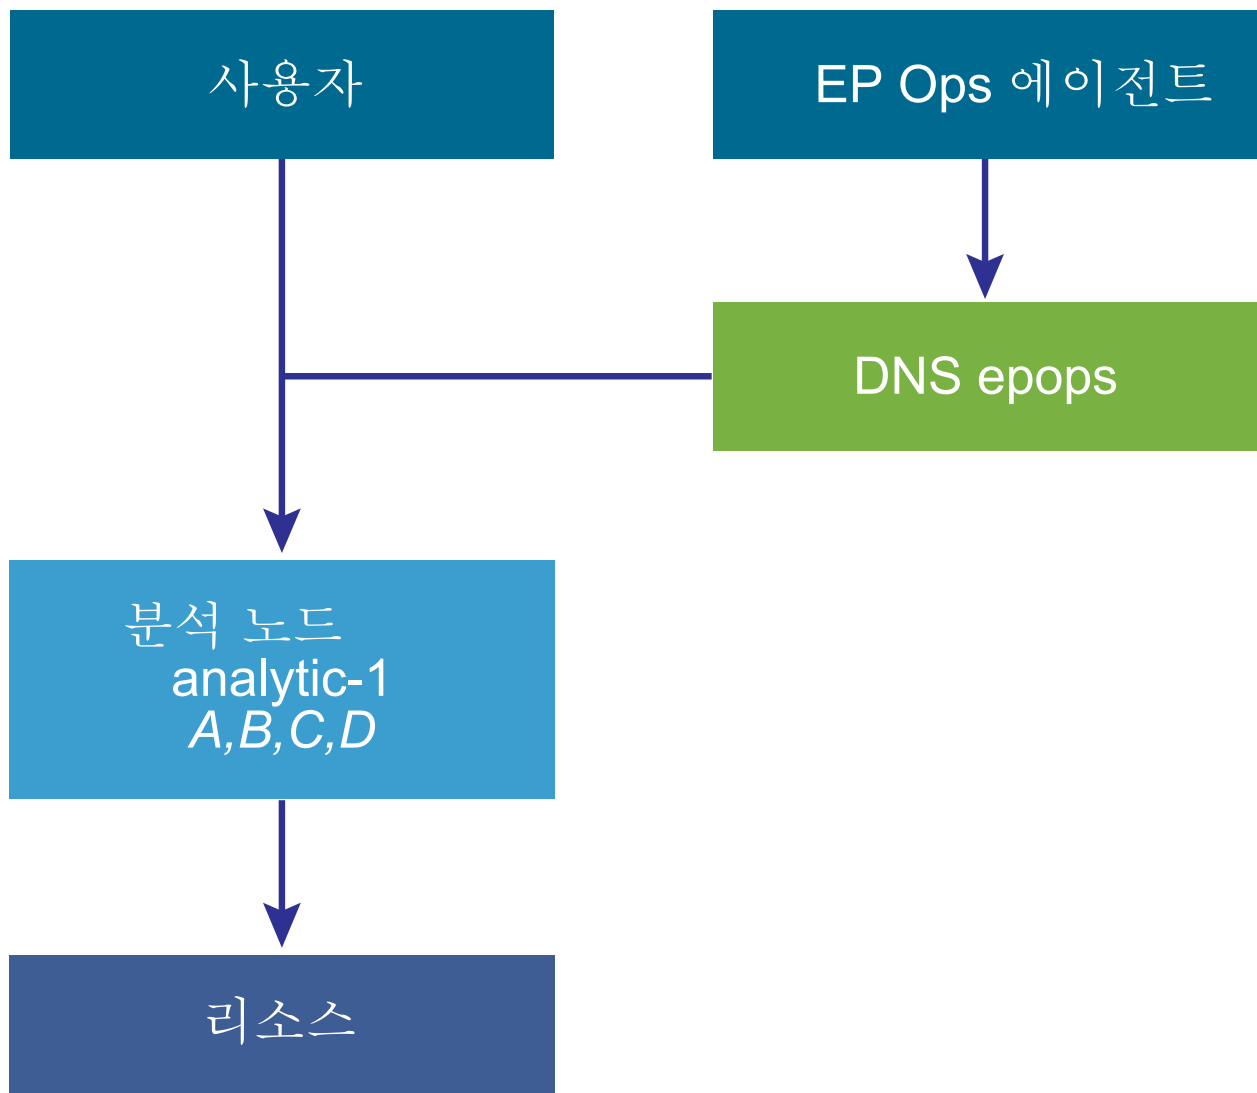 사용자
EP Ops 에이전트
DNS epops
분석 노드
analytic-1
A,B,C,D
리소스